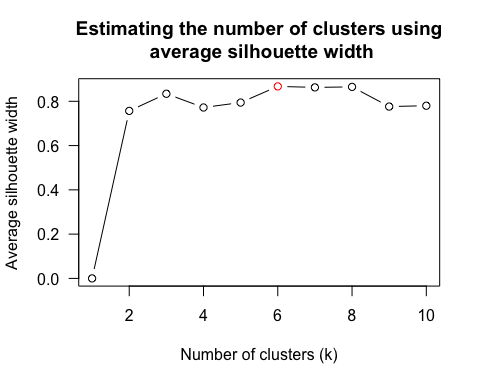 Estimating the number of clusters using
average silhouette width
Average silhouette width
0.8
0.6
0.4
0.2
0.0
2 4 6 8 10
Number of clusters (k)